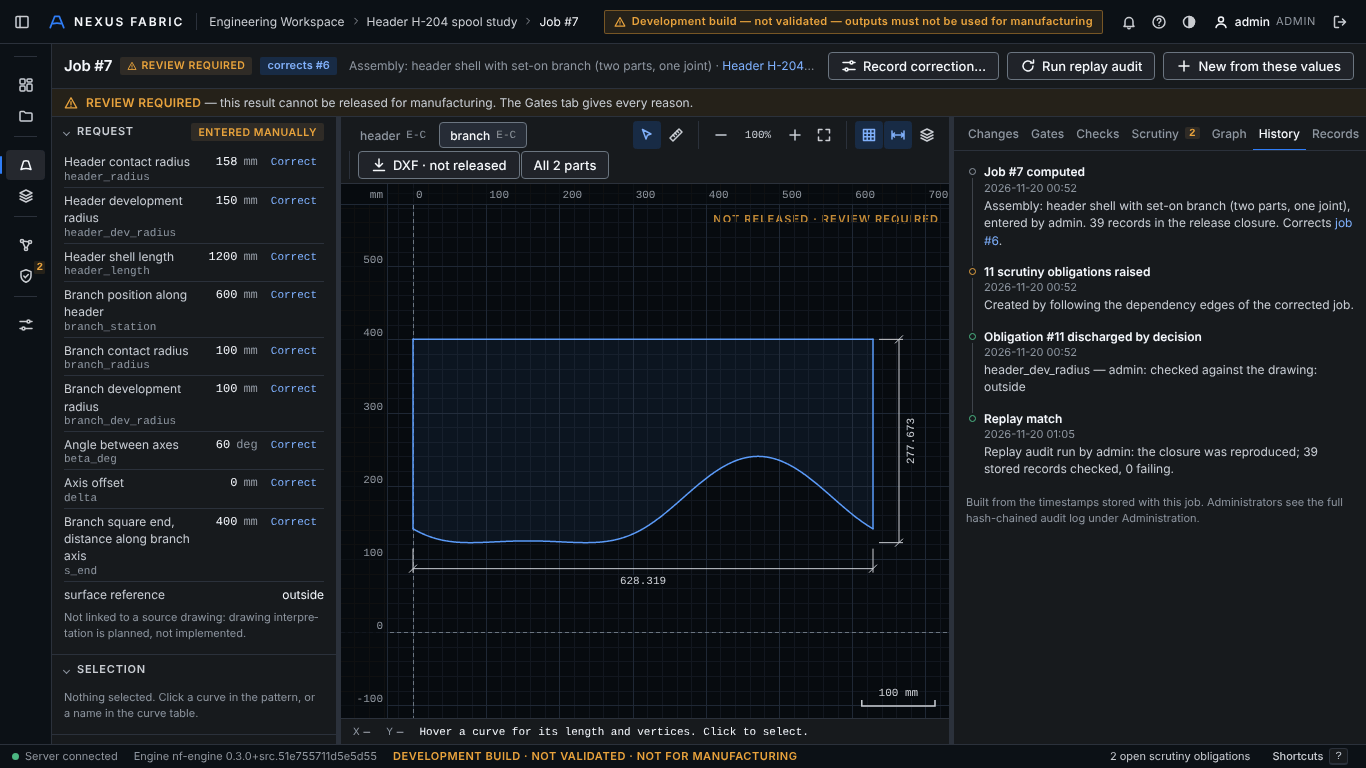 NEXUS FABRIC
Engineering Workspace > Header H-204 spool study > Job #7
Development build — not validated — outputs must not be used for manufacturing
admin ADMIN
Job #7
REVIEW REQUIRED
corrects #6
Assembly: header shell with set-on branch (two parts, one joint) · Header H-204...
Record correction...
Run replay audit
New from these values
REVIEW REQUIRED — this result cannot be released for manufacturing. The Gates tab gives every reason.
2
REQUEST
ENTERED MANUALLY
Header contact radius 158 mm Correct
header_radius
Header development
radius
150 mm Correct
header_dev_radius
Header shell length 1200 mm Correct
header_length
Branch position along
header
600 mm Correct
branch_station
Branch contact radius 100 mm Correct
branch_radius
Branch development
radius
100 mm Correct
branch_dev_radius
Angle between axes 60 deg Correct
beta_deg
Axis offset 0 mm Correct
delta
Branch square end,
distance along branch
axis
400 mm Correct
s_end
surface reference outside
Not linked to a source drawing: drawing interpre-
tation is planned, not implemented.
SELECTION
Nothing selected. Click a curve in the pattern, or
a name in the curve table.
header E-C
branch E-C
100%
DXF · not released
All 2 parts
mm 0 100 200 300 400 500 600 700
NOT RELEASED · REVIEW REQUIRED
500
400
300
200
100
0
-100
277.673
628.319
100 mm
X — Y — Hover a curve for its length and vertices. Click to select.
Changes Gates Checks Scrutiny 2 Graph History Records
Job #7 computed
2026-11-20 00:52
Assembly: header shell with set-on branch (two parts, one joint),
entered by admin. 39 records in the release closure. Corrects job
#6.
11 scrutiny obligations raised
2026-11-20 00:52
Created by following the dependency edges of the corrected job.
Obligation #11 discharged by decision
2026-11-20 00:52
header_dev_radius — admin: checked against the drawing:
outside
Replay match
2026-11-20 01:05
Replay audit run by admin: the closure was reproduced; 39
stored records checked, 0 failing.
Built from the timestamps stored with this job. Administrators see the full
hash-chained audit log under Administration.
Server connected
Engine nf-engine 0.3.0+src.51e755711d5e5d55
DEVELOPMENT BUILD · NOT VALIDATED · NOT FOR MANUFACTURING
2 open scrutiny obligations
Shortcuts ?